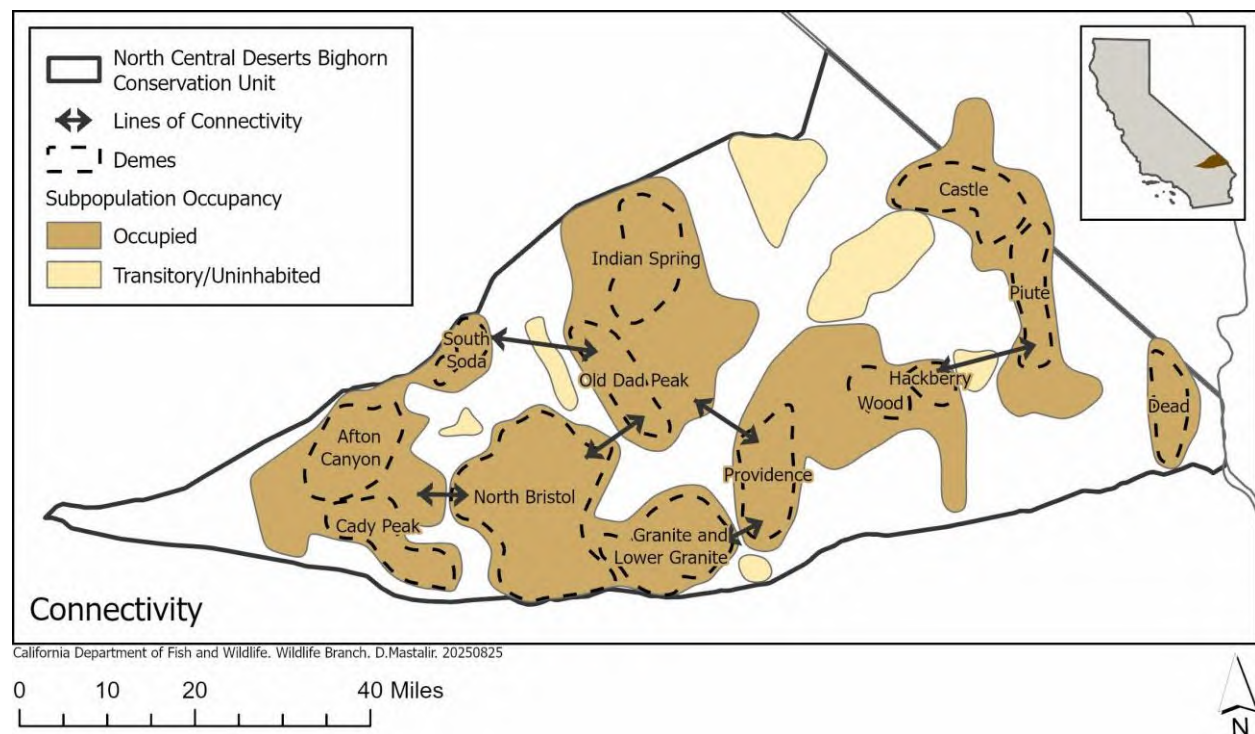 North Central Deserts Bighorn
Conservation Unit
Lines of Connectivity
Demes
Subpopulation Occupancy
Occupied
Transitory/Uninhabited
Castle
Indian Spring
Piute
South
Soda
Old Dad Peak
Hackberry
Wood
Dead
Afton
Canyon
Providence
North Bristol
Cady Peak
Granite and
Lower Granite
Connectivity
California Department of Fish and Wildlife. Wildlife Branch. D.Mastalir. 20250825
0 10 20 40 Miles
N